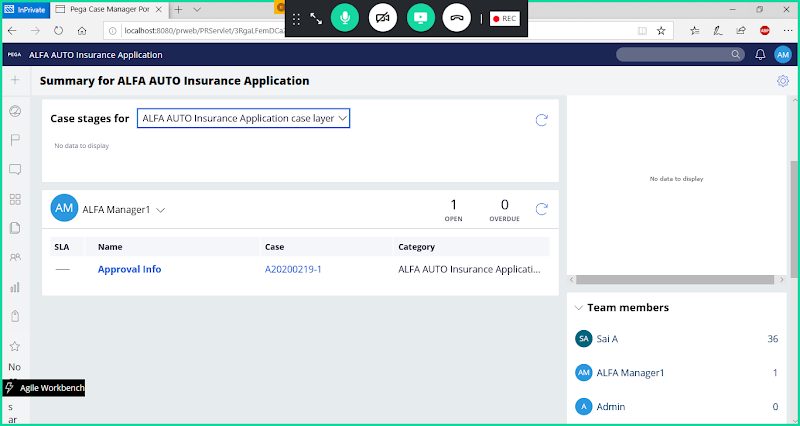 InPrivate
Pega Case Manager Por
REC
localhost:8080/prweb/PRServlet/3RgaLFemDCa
ABP
PEGA
ALFA AUTO Insurance Application
AM
Summary for ALFA AUTO Insurance Application
Case stages for
ALFA AUTO Insurance Application case layer
No data to display
No data to display
AM
ALFA Manager1
1
OPEN
0
OVERDUE
SLA
Name
Case
Category
Approval Info
A20200219-1
ALFA AUTO Insurance Applicati...
Team members
SA
Sai A
36
AM
ALFA Manager1
1
A
Admin
0
No
Agile Workbench
s
ar